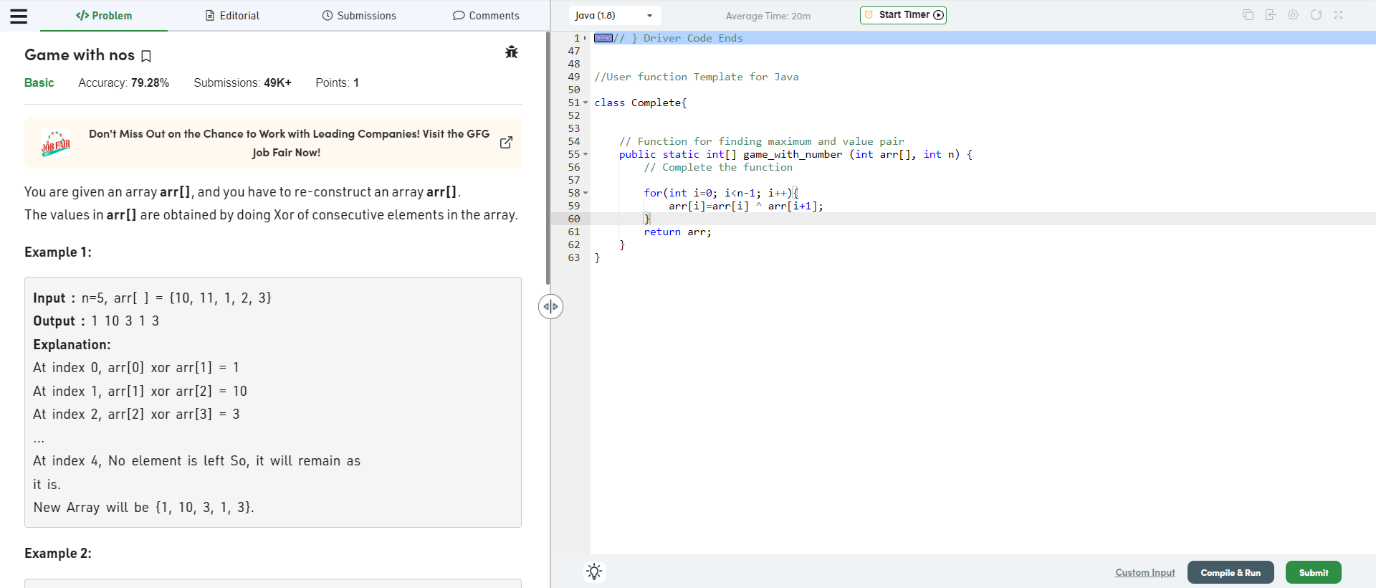 </> Problem
Editorial
Submissions
Comments
Game with nos
Basic Accuracy: 79.28% Submissions: 49K+ Points: 1
JOB FAIR
Don't Miss Out on the Chance to Work with Leading Companies! Visit the GFG
Job Fair Now!
You are given an array arr[], and you have to re-construct an array arr[].
The values in arr[] are obtained by doing Xor of consecutive elements in the array.
Example 1:
Input : n=5, arr[ ] = {10, 11, 1, 2, 3}
Output : 1 10 3 1 3
Explanation:
At index 0, arr[0] xor arr[1] = 1
At index 1, arr[1] xor arr[2] = 10
At index 2, arr[2] xor arr[3] = 3
...
At index 4, No element is left So, it will remain as
it is.
New Array will be {1, 10, 3, 1, 3}.
Example 2:
Java (1.8)
Average Time: 20m
Start Timer
1 // } Driver Code Ends
47
48
49 //User function Template for Java
50
51 class Complete{
52
53
54 // Function for finding maximum and value pair
55 public static int[] game_with_number (int arr[], int n) {
56 // Complete the function
57
58 for(int i=0; i<n-1; i++){
59 arr[i]=arr[i] ^ arr[i+1];
60 }
61 return arr;
62 }
63 }
Custom Input
Compile & Run
Submit